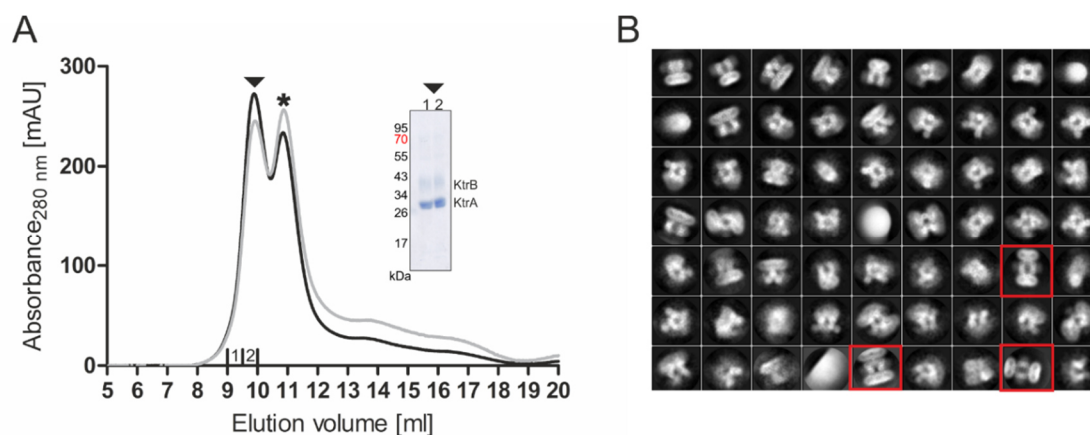 A
B
300
200
100
0
Absorbance280 nm [mAU]
*
1 2
95
70
55
43
34
26
17
kDa
KtrB
KtrA
1 2
5 6 7 8 9 10 11 12 13 14 15 16 17 18 19 20
Elution volume [ml]